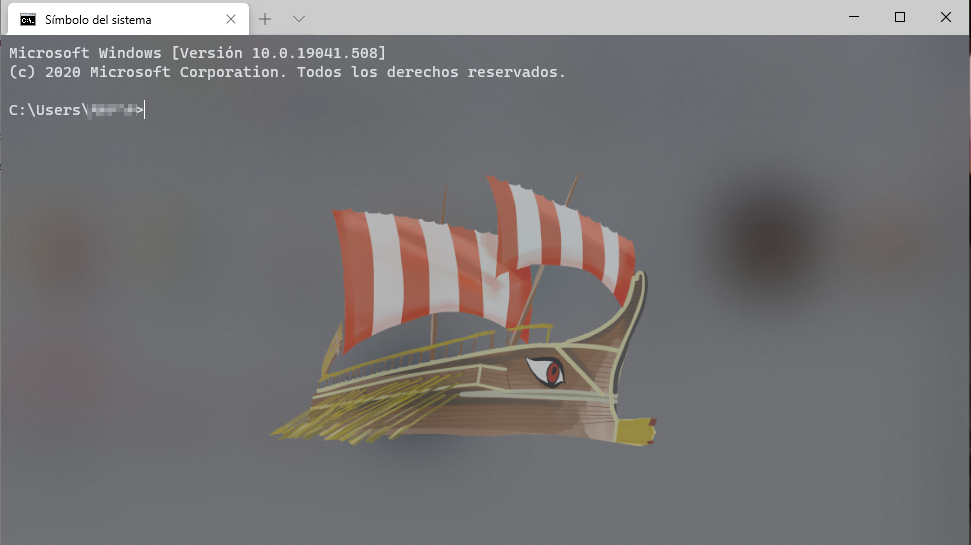 Símbolo del sistema
Microsoft Windows [Versión 10.0.19041.508]
(c) 2020 Microsoft Corporation. Todos los derechos reservados.
C:\Users\>